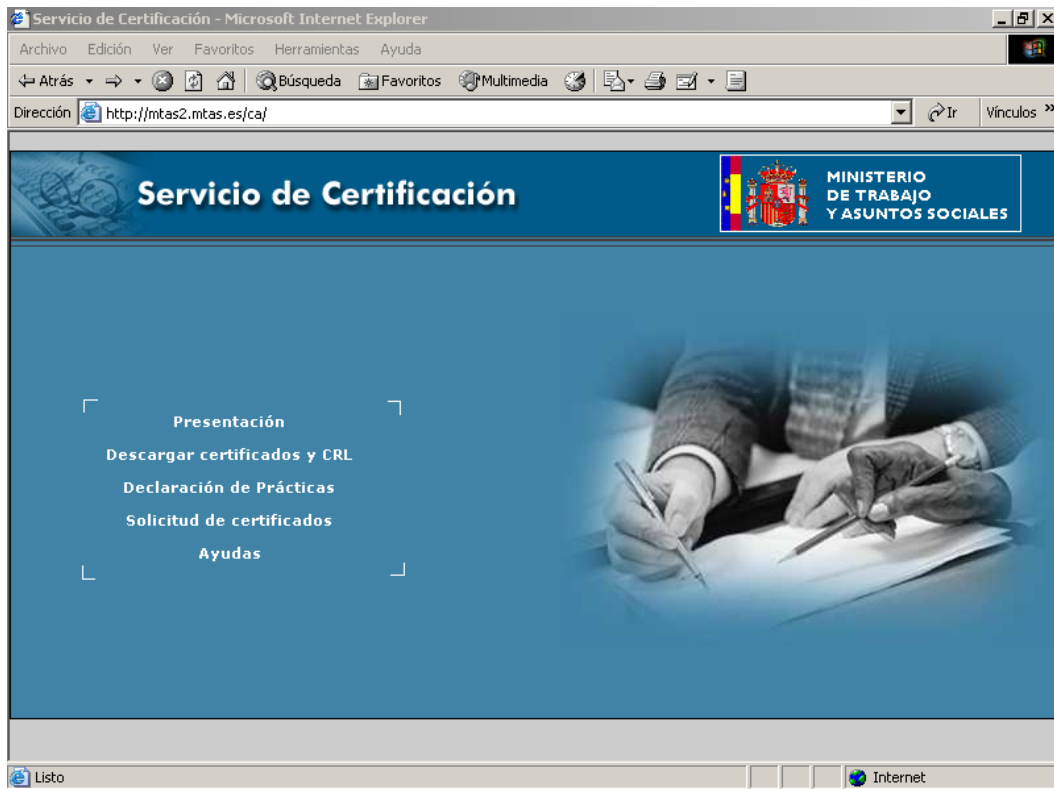 Servicio de Certificación - Microsoft Internet Explorer
Archivo Edición Ver Favoritos Herramientas Ayuda
Atrás Búsqueda Favoritos Multimedia
Dirección http://mtas2.mtas.es/ca/ Ir Vínculos »
Servicio de Certificación
MINISTERIO
DE TRABAJO
Y ASUNTOS SOCIALES
Presentación
Descargar certificados y CRL
Declaración de Prácticas
Solicitud de certificados
Ayudas
Listo Internet